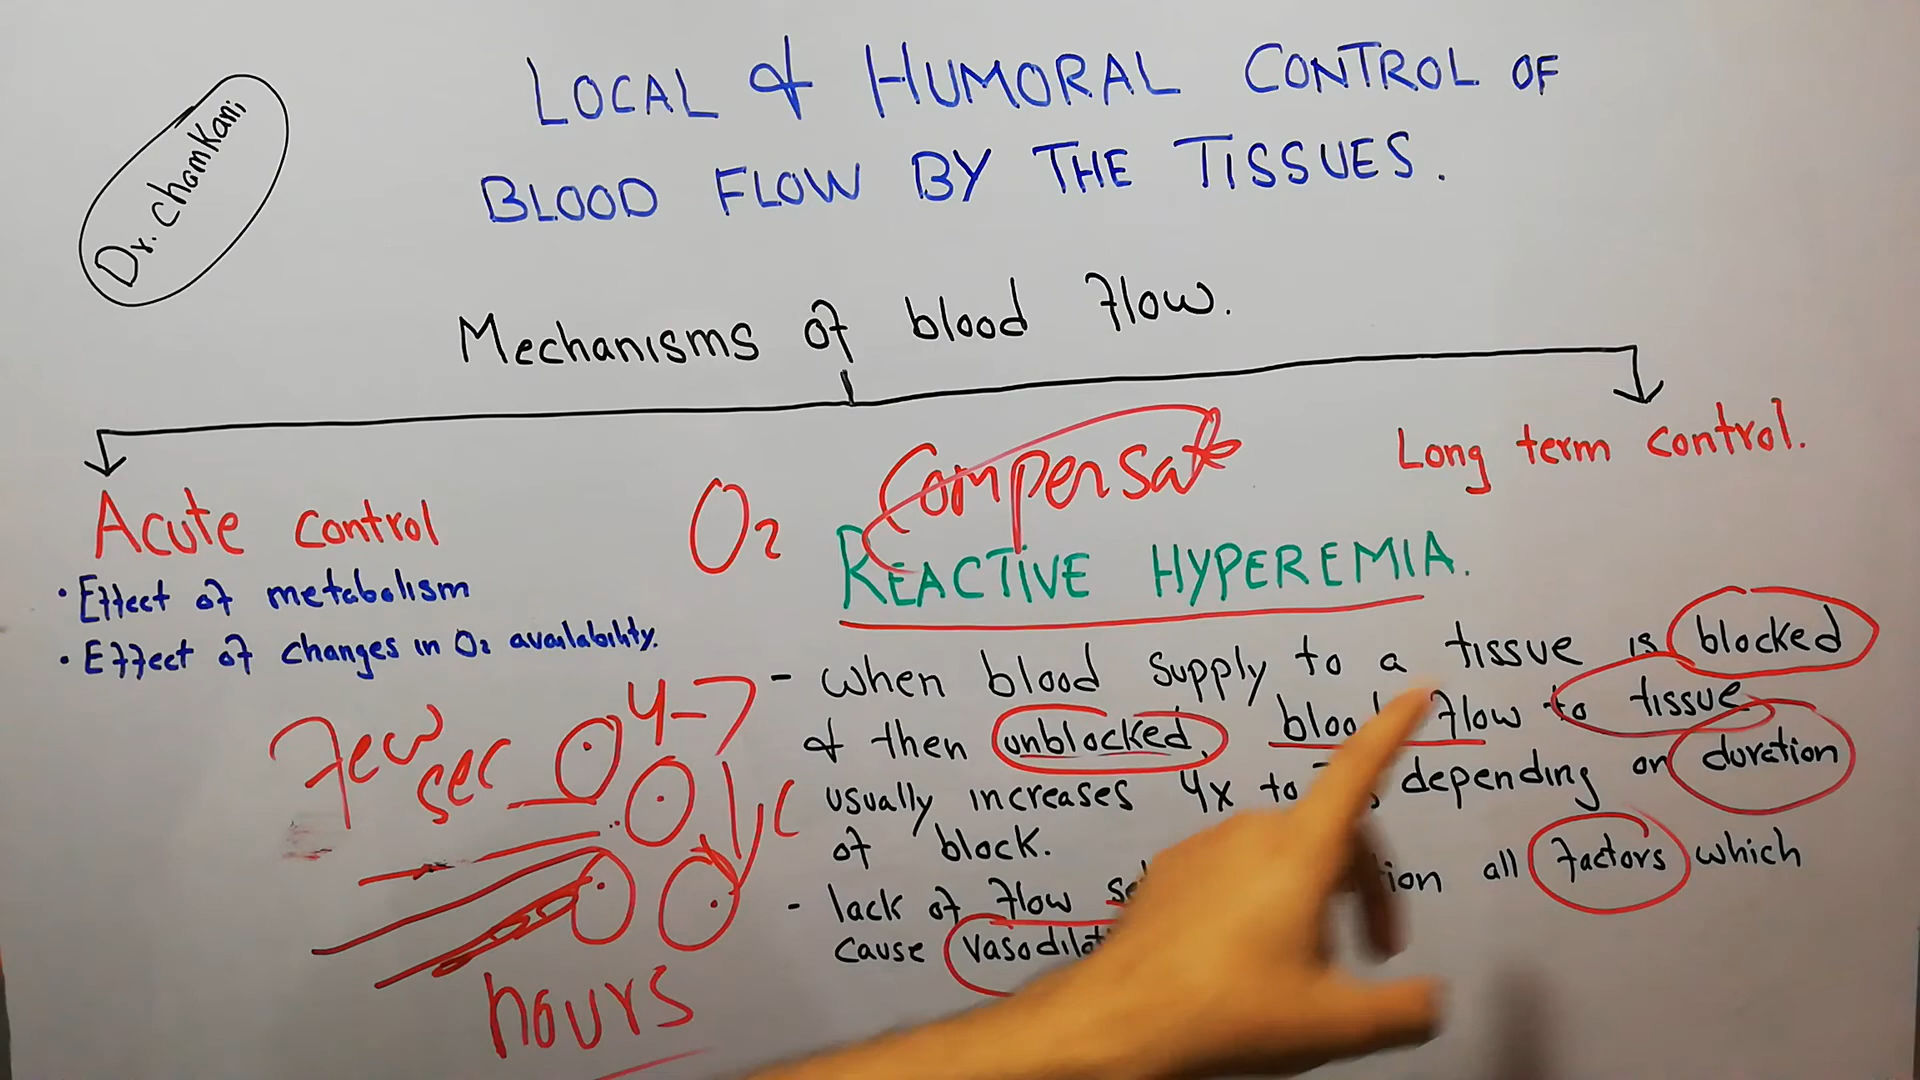 Dr. Chamkani
LOCAL & HUMORAL CONTROL OF
BLOOD FLOW BY THE TISSUES.
Mechanisms of blood flow.
Acute control
• Effect of metabolism
• Effect of changes in O2 availability.
Long term control.
O2
Compensate
REACTIVE HYPEREMIA.
- When blood supply to a tissue is blocked
& then unblocked, blood flow to tissue
usually increases 4x to depending on duration
of block.
- lack of flow all factors which
cause
few
sec
4-7
hours